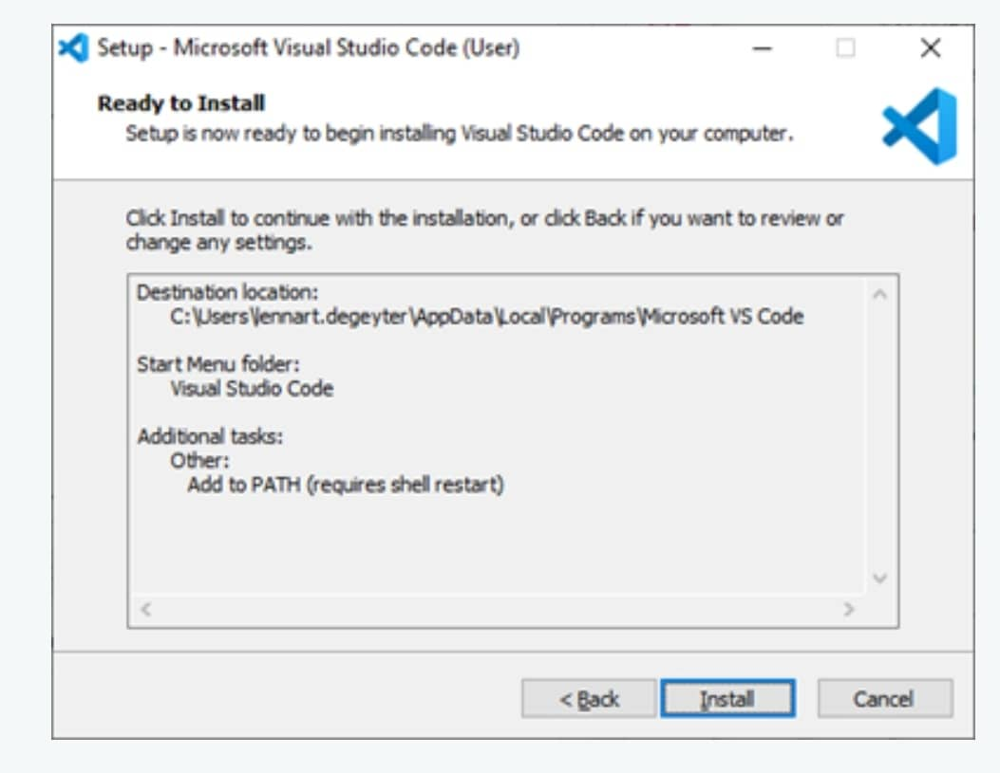 Setup - Microsoft Visual Studio Code (User)
Ready to Install
Setup is now ready to begin installing Visual Studio Code on your computer.
Click Install to continue with the installation, or click Back if you want to review or
change any settings.
Destination location:
C:\Users\lennart.degeyter\AppData\Local\Programs\Microsoft VS Code
Start Menu folder:
Visual Studio Code
Additional tasks:
Other:
Add to PATH (requires shell restart)
< Back Install Cancel